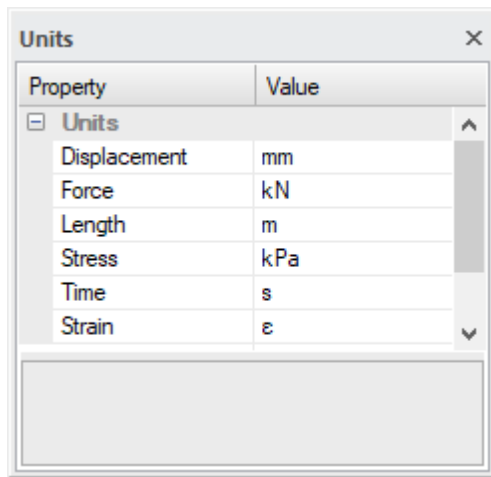 Units
Property Value
Units
Displacement mm
Force kN
Length m
Stress kPa
Time s
Strain ε